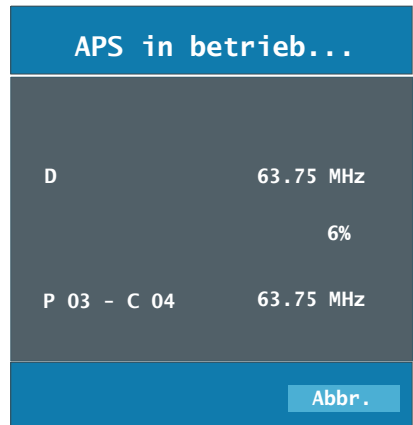 APS in betrieb...
D 63.75 MHz
6%
P 03 - C 04 63.75 MHz
Abbr.